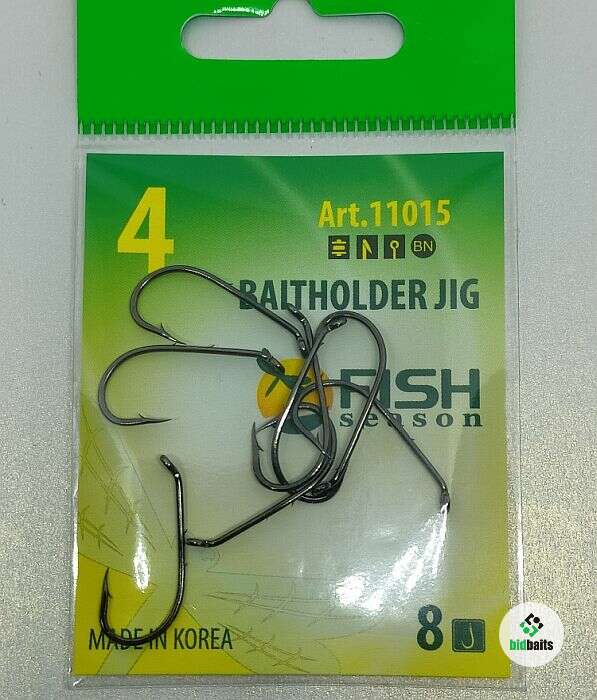 4
Art.11015
BN
BAITHOLDER JIG
FISH
season
MADE IN KOREA
8
bidbaits